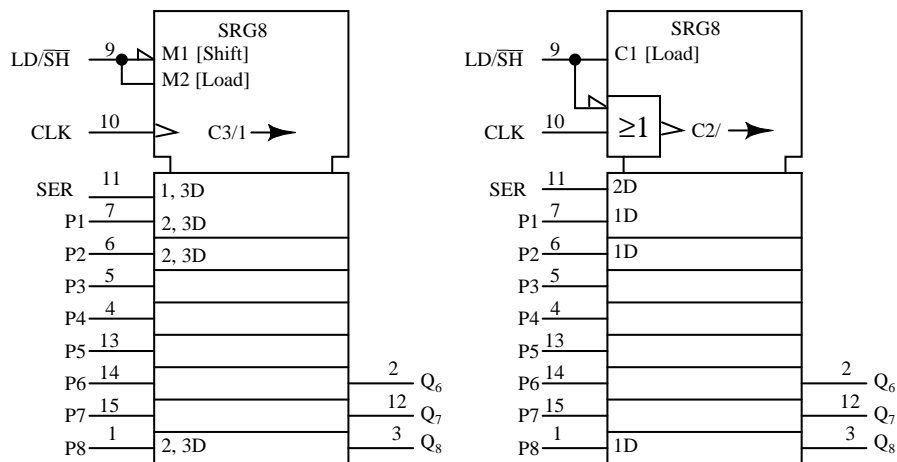 SRG8
LD/SH 9 M1 [Shift]
M2 [Load]
CLK 10 C3/1
SER 11 1, 3D
P1 7 2, 3D
P2 6 2, 3D
P3 5
P4 4
P5 13
P6 14 2 Q6
P7 15 12 Q7
P8 1 2, 3D 3 Q8
SRG8
LD/SH 9 C1 [Load]
CLK 10 ≥1 C2/
SER 11 2D
P1 7 1D
P2 6 1D
P3 5
P4 4
P5 13
P6 14 2 Q6
P7 15 12 Q7
P8 1 1D 3 Q8